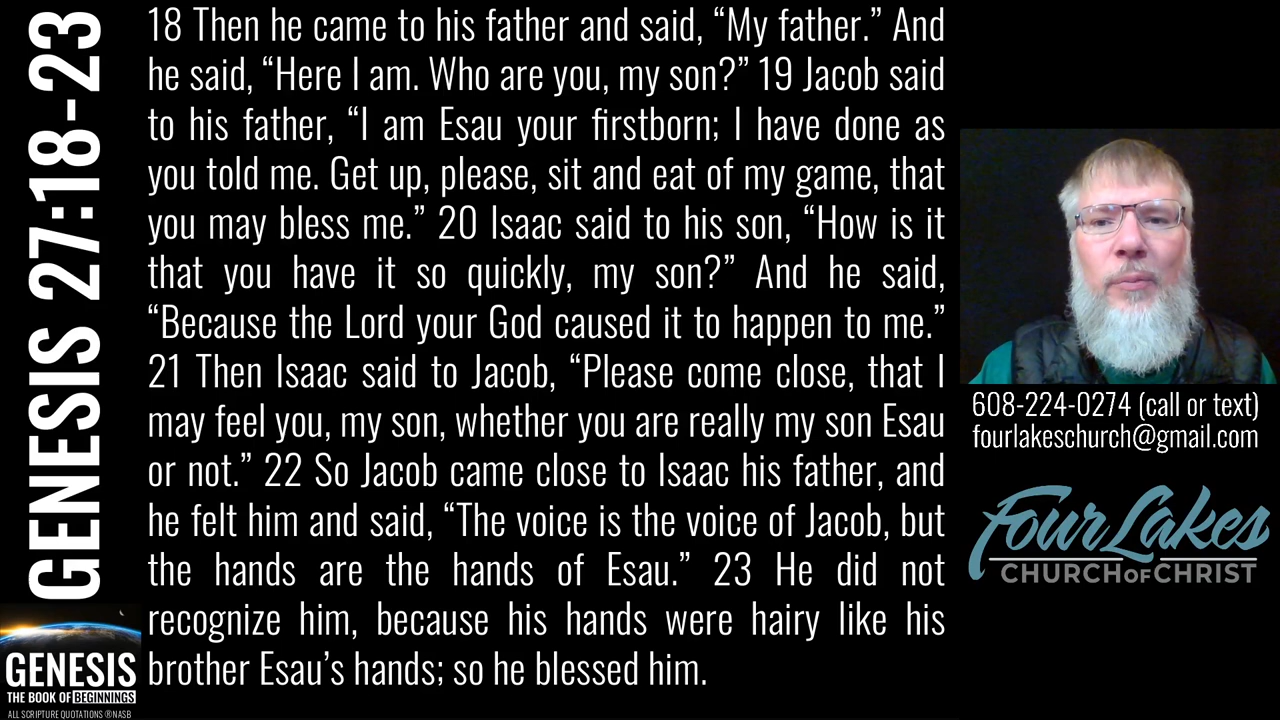 GENESIS 27:18-23
18 Then he came to his father and said, “My father.” And
he said, “Here I am. Who are you, my son?” 19 Jacob said
to his father, “I am Esau your firstborn; I have done as
you told me. Get up, please, sit and eat of my game, that
you may bless me.” 20 Isaac said to his son, “How is it
that you have it so quickly, my son?” And he said,
“Because the Lord your God caused it to happen to me.”
21 Then Isaac said to Jacob, “Please come close, that I
may feel you, my son, whether you are really my son Esau
or not.” 22 So Jacob came close to Isaac his father, and
he felt him and said, “The voice is the voice of Jacob, but
the hands are the hands of Esau.” 23 He did not
recognize him, because his hands were hairy like his
brother Esau’s hands; so he blessed him.
GENESIS
THE BOOK OF BEGINNINGS
ALL SCRIPTURE QUOTATIONS ®NASB
608-224-0274 (call or text)
fourlakeschurch@gmail.com
Four Lakes
CHURCH OF CHRIST